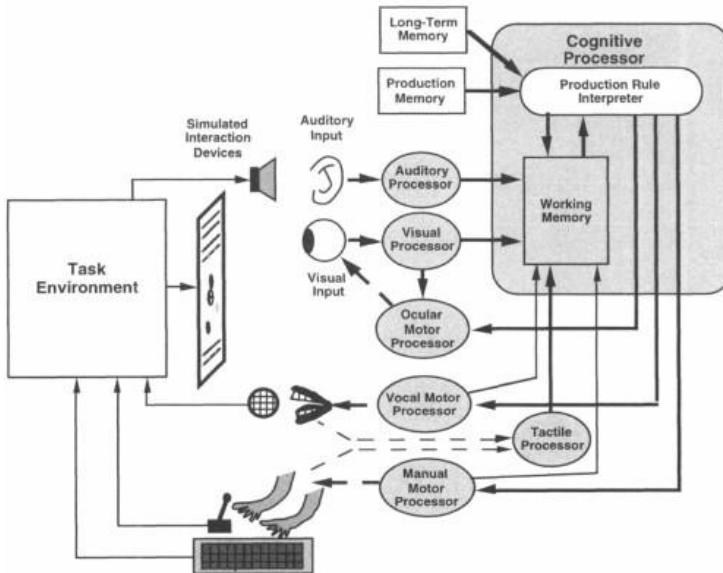 Long-Term
Memory
Cognitive
Processor
Production
Memory
Production Rule
Interpreter
Simulated
Interaction
Devices
Auditory
Input
Auditory
Processor
Working
Memory
Visual
Processor
Task
Environment
Visual
Input
Ocular
Motor
Processor
Vocal Motor
Processor
Tactile
Processor
Manual
Motor
Processor